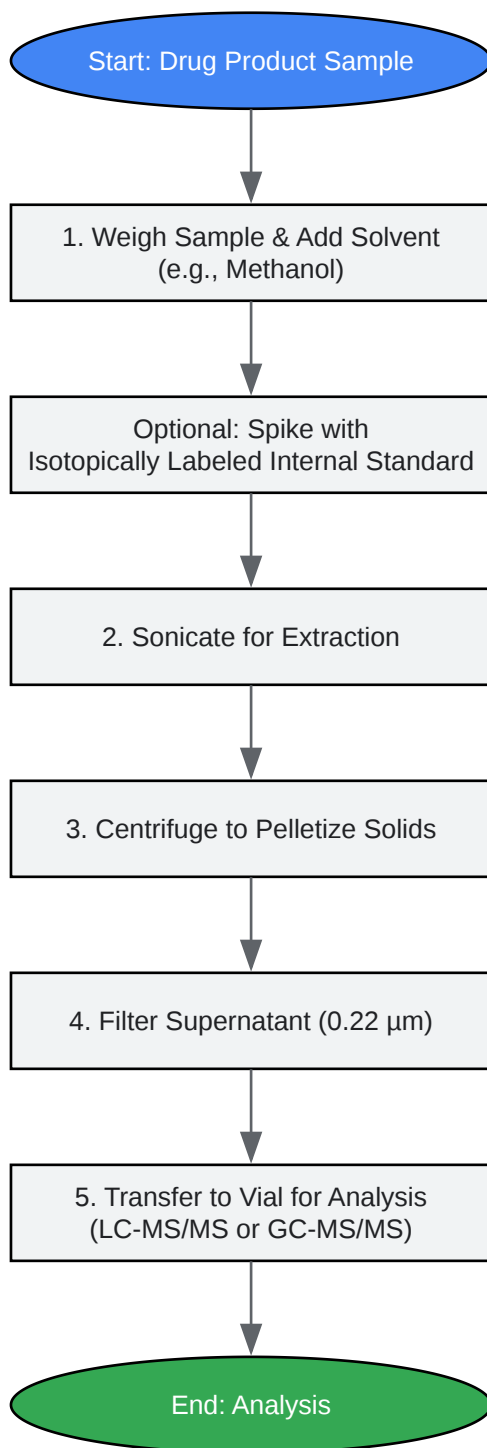 Start: Drug Product Sample
1. Weigh Sample & Add Solvent
(e.g., Methanol)
Optional: Spike with
Isotopically Labeled Internal Standard
2. Sonicate for Extraction
3. Centrifuge to Pelletize Solids
4. Filter Supernatant (0.22 µm)
5. Transfer to Vial for Analysis
(LC-MS/MS or GC-MS/MS)
End: Analysis